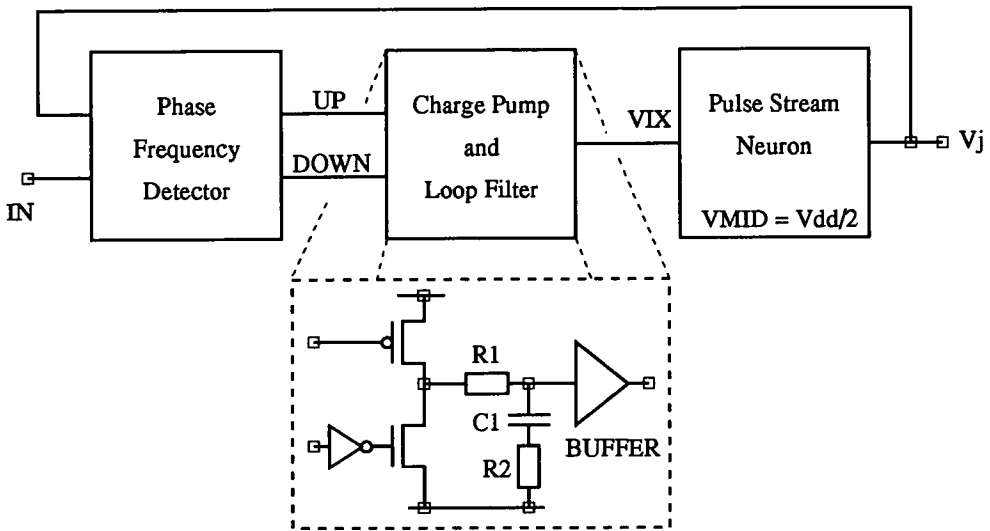 Phase
Frequency
Detector
IN
UP
DOWN
Charge Pump
and
Loop Filter
VIX
Pulse Stream
Neuron
VMID = Vdd/2
Vj
R1
C1
R2
BUFFER